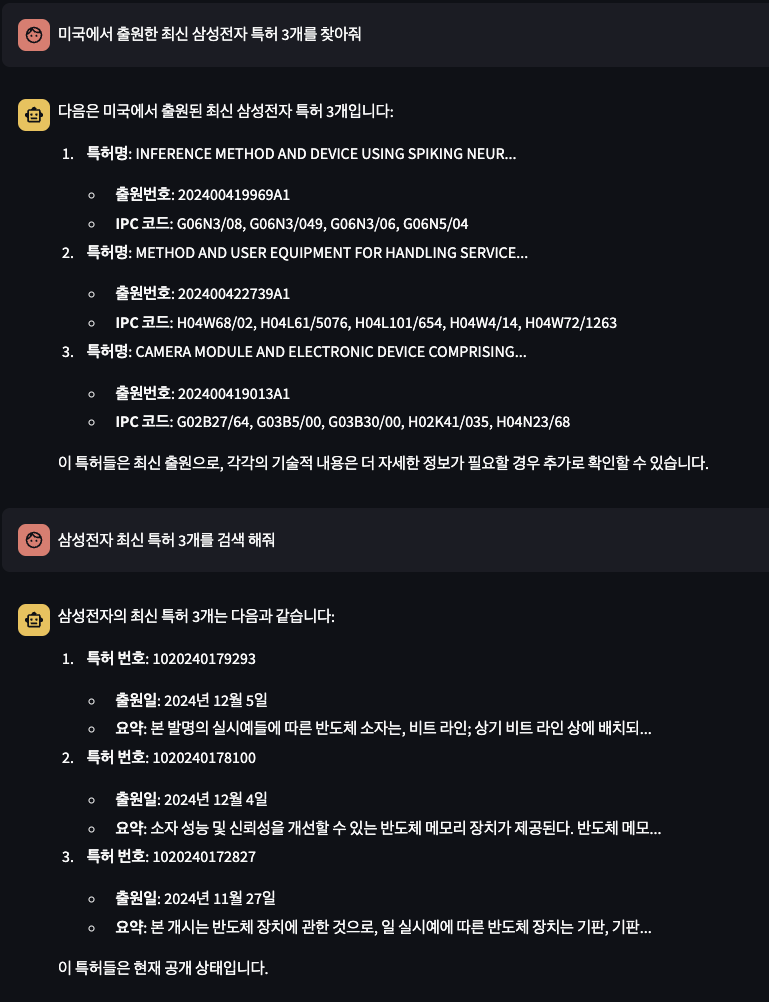 미국에서 출원한 최신 삼성전자 특허 3개를 찾아줘
다음은 미국에서 출원된 최신 삼성전자 특허 3개입니다:
1. 특허명: INFERENCE METHOD AND DEVICE USING SPIKING NEUR...
출원번호: 202400419969A1
IPC 코드: G06N3/08, G06N3/049, G06N3/06, G06N5/04
2. 특허명: METHOD AND USER EQUIPMENT FOR HANDLING SERVICE...
출원번호: 202400422739A1
IPC 코드: H04W68/02, H04L61/5076, H04L101/654, H04W4/14, H04W72/1263
3. 특허명: CAMERA MODULE AND ELECTRONIC DEVICE COMPRISING...
출원번호: 202400419013A1
IPC 코드: G02B27/64, G03B5/00, G03B30/00, H02K41/035, H04N23/68
이 특허들은 최신 출원으로, 각각의 기술적 내용은 더 자세한 정보가 필요할 경우 추가로 확인할 수 있습니다.
삼성전자 최신 특허 3개를 검색 해줘
삼성전자의 최신 특허 3개는 다음과 같습니다:
1. 특허 번호: 1020240179293
출원일: 2024년 12월 5일
요약: 본 발명의 실시예들에 따른 반도체 소자는, 비트 라인; 상기 비트 라인 상에 배치되...
2. 특허 번호: 1020240178100
출원일: 2024년 12월 4일
요약: 소자 성능 및 신뢰성을 개선할 수 있는 반도체 메모리 장치가 제공된다. 반도체 메모...
3. 특허 번호: 1020240172827
출원일: 2024년 11월 27일
요약: 본 개시는 반도체 장치에 관한 것으로, 일 실시예에 따른 반도체 장치는 기판, 기판...
이 특허들은 현재 공개 상태입니다.